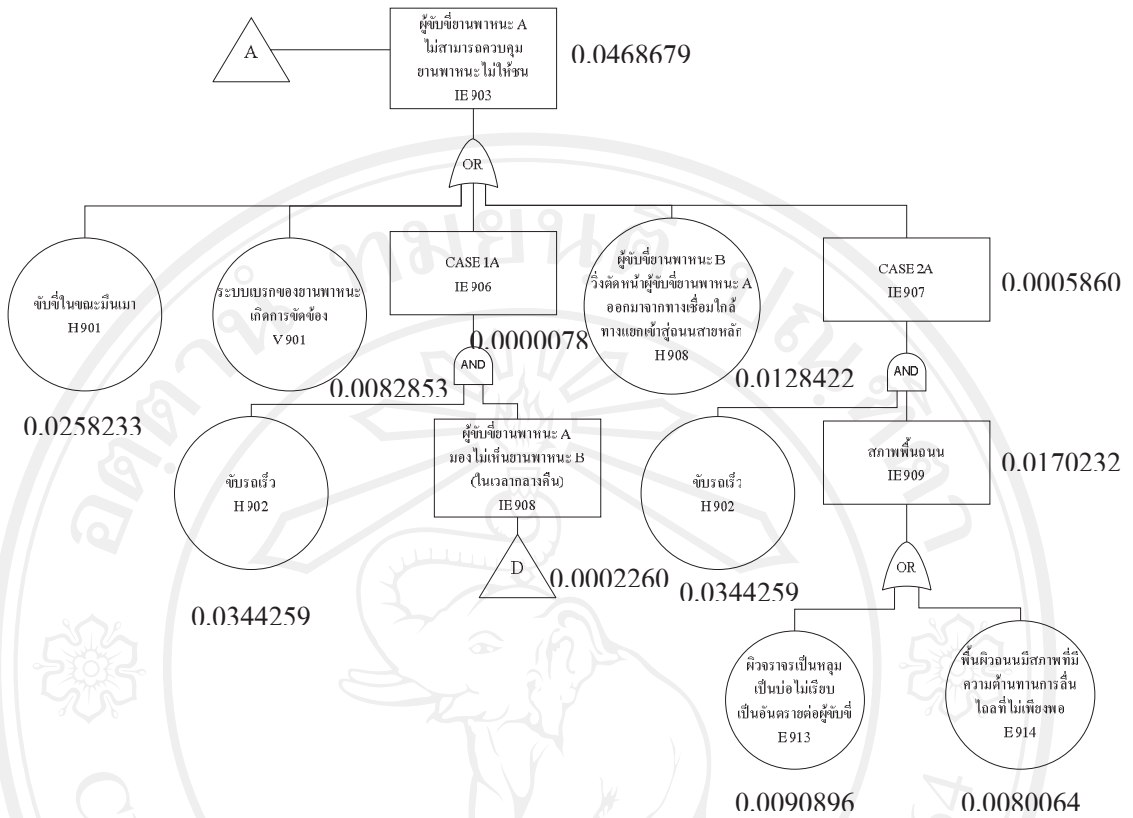 A
ผู้ขับขี่ยานพาหนะ A
ไม่สามารถควบคุม
ยานพาหนะไม่ให้ชน
IE 903
0.0468679
OR
ขับขี่ในขณะมึนเมา
H 901
0.0258233
ระบบเบรกของยานพาหนะ
เกิดการขัดข้อง
V 901
0.0082853
CASE 1A
IE 906
0.0000078
AND
ผู้ขับขี่ยานพาหนะ B
วิ่งตัดหน้าผู้ขับขี่ยานพาหนะ A
ออกมาจากทางเชื่อมใกล้
ทางแยกเข้าสู่ถนนสายหลัก
H 908
0.0128422
CASE 2A
IE 907
0.0005860
AND
ขับรถเร็ว
H 902
0.0344259
ผู้ขับขี่ยานพาหนะ A
มองไม่เห็นยานพาหนะ B
(ในเวลากลางคืน)
IE 908
D
0.0002260
ขับรถเร็ว
H 902
0.0344259
สภาพพื้นถนน
IE 909
0.0170232
OR
ผิวจราจรเป็นหลุม
เป็นบ่อไม่เรียบ
เป็นอันตรายต่อผู้ขับขี่
E 913
0.0090896
พื้นผิวถนนมีสภาพที่มี
ความต้านทานการลื่น
ไถลที่ไม่เพียงพอ
E 914
0.0080064